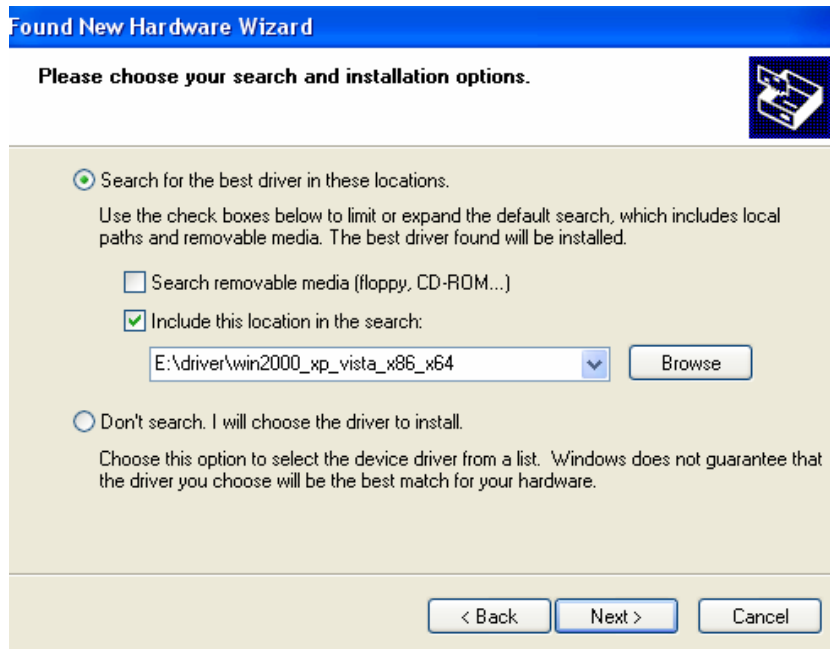 Found New Hardware Wizard
Please choose your search and installation options.
Search for the best driver in these locations.
Use the check boxes below to limit or expand the default search, which includes local
paths and removable media. The best driver found will be installed.
Search removable media (floppy, CD-ROM...)
Include this location in the search:
E:\driver\win2000_xp_vista_x86_x64
Browse
Don't search. I will choose the driver to install.
Choose this option to select the device driver from a list. Windows does not guarantee that
the driver you choose will be the best match for your hardware.
< Back
Next >
Cancel